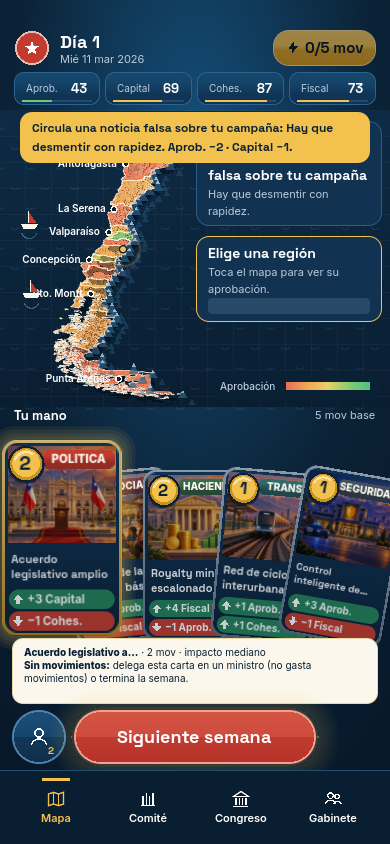 Día 1
Mié 11 mar 2026
0/5 mov
Aprob. 43
Capital 69
Cohes. 87
Fiscal 73
Circula una noticia falsa sobre tu campaña: Hay que
desmentir con rapidez. Aprob. −2 · Capital −1.
Antofagasta
La Serena
Valparaíso
Concepción
Pto. Montt
Punta Arenas
falsa sobre tu campaña
Hay que desmentir con
rapidez.
Elige una región
Toca el mapa para ver su
aprobación.
Aprobación
Tu mano
5 mov base
2 POLITICA
Acuerdo
legislativo amplio
+3 Capital
−1 Cohes.
2 HACIEN
Royalty min
escalonado
+4 Fiscal
−1 Aprob.
1 TRANS
Red de ciclo
interurbana
+1 Aprob.
+1 Cohes.
1 SEGURIDA
Control
inteligente de...
+3 Aprob.
−1 Fiscal
Acuerdo legislativo a... · 2 mov · impacto mediano
Sin movimientos: delega esta carta en un ministro (no gasta
movimientos) o termina la semana.
2
Siguiente semana
Mapa
Comité
Congreso
Gabinete